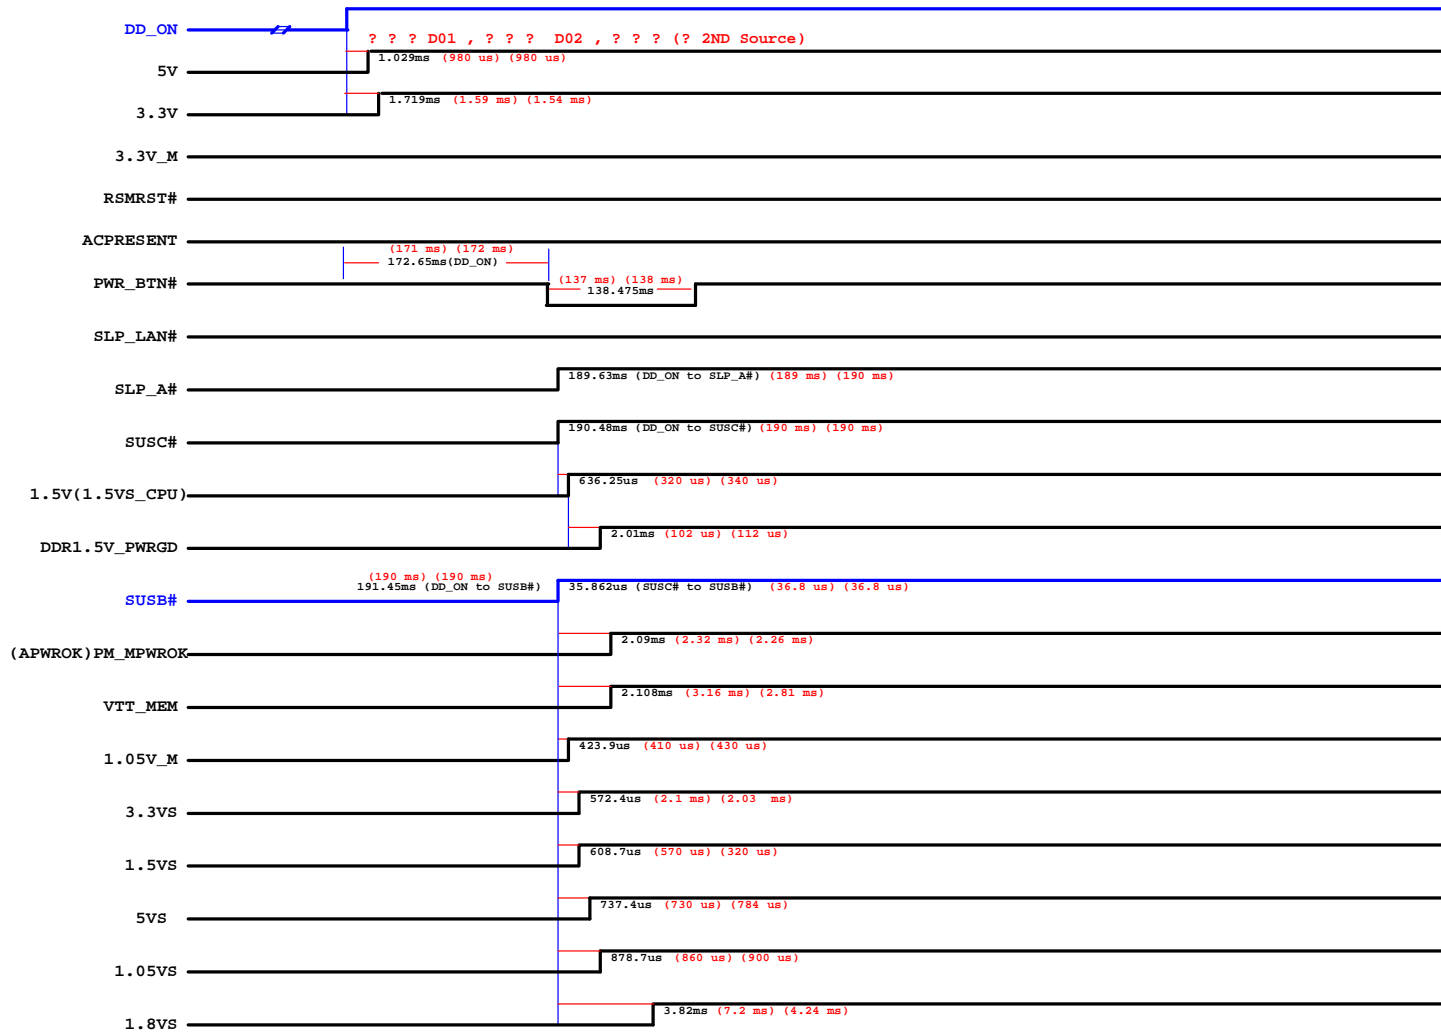 DD_ON
? ? ? D01 , ? ? ? D02 , ? ? ? (? 2ND Source)
1.029ms (980 us) (980 us)
5V
1.719ms (1.59 ms) (1.54 ms)
3.3V
3.3V_M
RSMRST#
ACPRESENT
(171 ms) (172 ms)
172.65ms(DD_ON)
PWR_BTN#
(137 ms) (138 ms)
138.475ms
SLP_LAN#
189.63ms (DD_ON to SLP_A#) (189 ms) (190 ms)
SLP_A#
190.48ms (DD_ON to SUSC#) (190 ms) (190 ms)
SUSC#
636.25us (320 us) (340 us)
1.5V(1.5VS_CPU)
2.01ms (102 us) (112 us)
DDR1.5V_PWRGD
(190 ms) (190 ms)
191.45ms (DD_ON to SUSB#)
35.862us (SUSC# to SUSB#) (36.8 us) (36.8 us)
SUSB#
2.09ms (2.32 ms) (2.26 ms)
(APWROK)PM_MPWROK
2.108ms (3.16 ms) (2.81 ms)
VTT_MEM
423.9us (410 us) (430 us)
1.05V_M
572.4us (2.1 ms) (2.03 ms)
3.3VS
608.7us (570 us) (320 us)
1.5VS
737.4us (730 us) (784 us)
5VS
878.7us (860 us) (900 us)
1.05VS
3.82ms (7.2 ms) (4.24 ms)
1.8VS